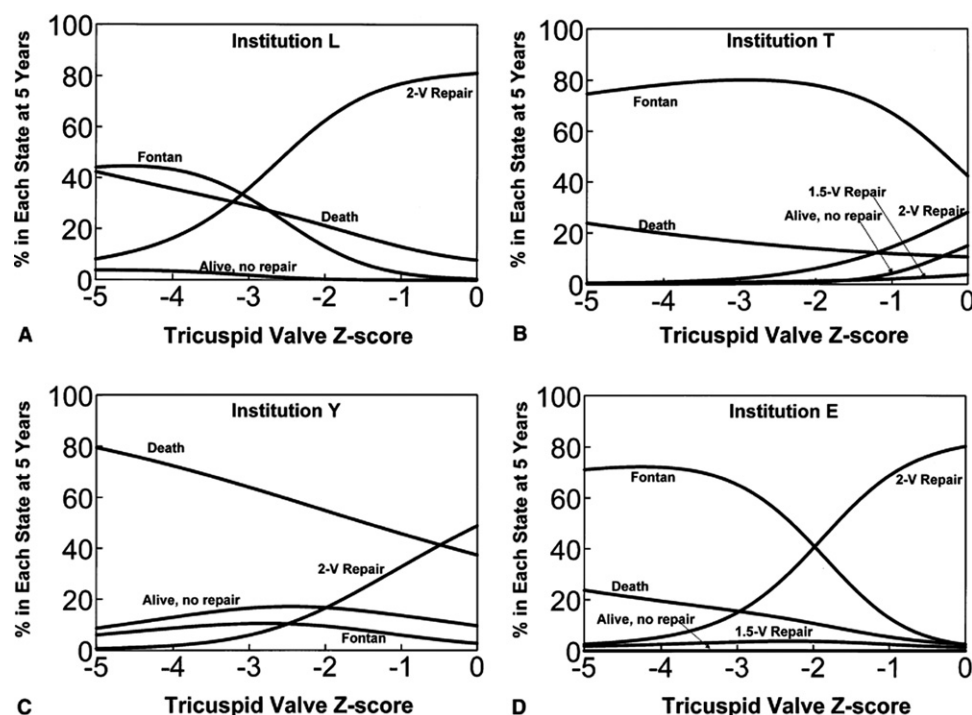 Institution L
% in Each State at 5 Years
100
80
60
40
20
0
2-V Repair
Fontan
Death
Alive, no repair
-5 -4 -3 -2 -1 0
A Tricuspid Valve Z-score
Institution T
% in Each State at 5 Years
100
80
60
40
20
0
Fontan
1.5-V Repair
Alive, no repair
2-V Repair
Death
-5 -4 -3 -2 -1 0
B Tricuspid Valve Z-score
Institution Y
% in Each State at 5 Years
100
80
60
40
20
0
Death
2-V Repair
Alive, no repair
Fontan
-5 -4 -3 -2 -1 0
C Tricuspid Valve Z-score
Institution E
% in Each State at 5 Years
100
80
60
40
20
0
2-V Repair
Fontan
Death
Alive, no repair
1.5-V Repair
-5 -4 -3 -2 -1 0
D Tricuspid Valve Z-score